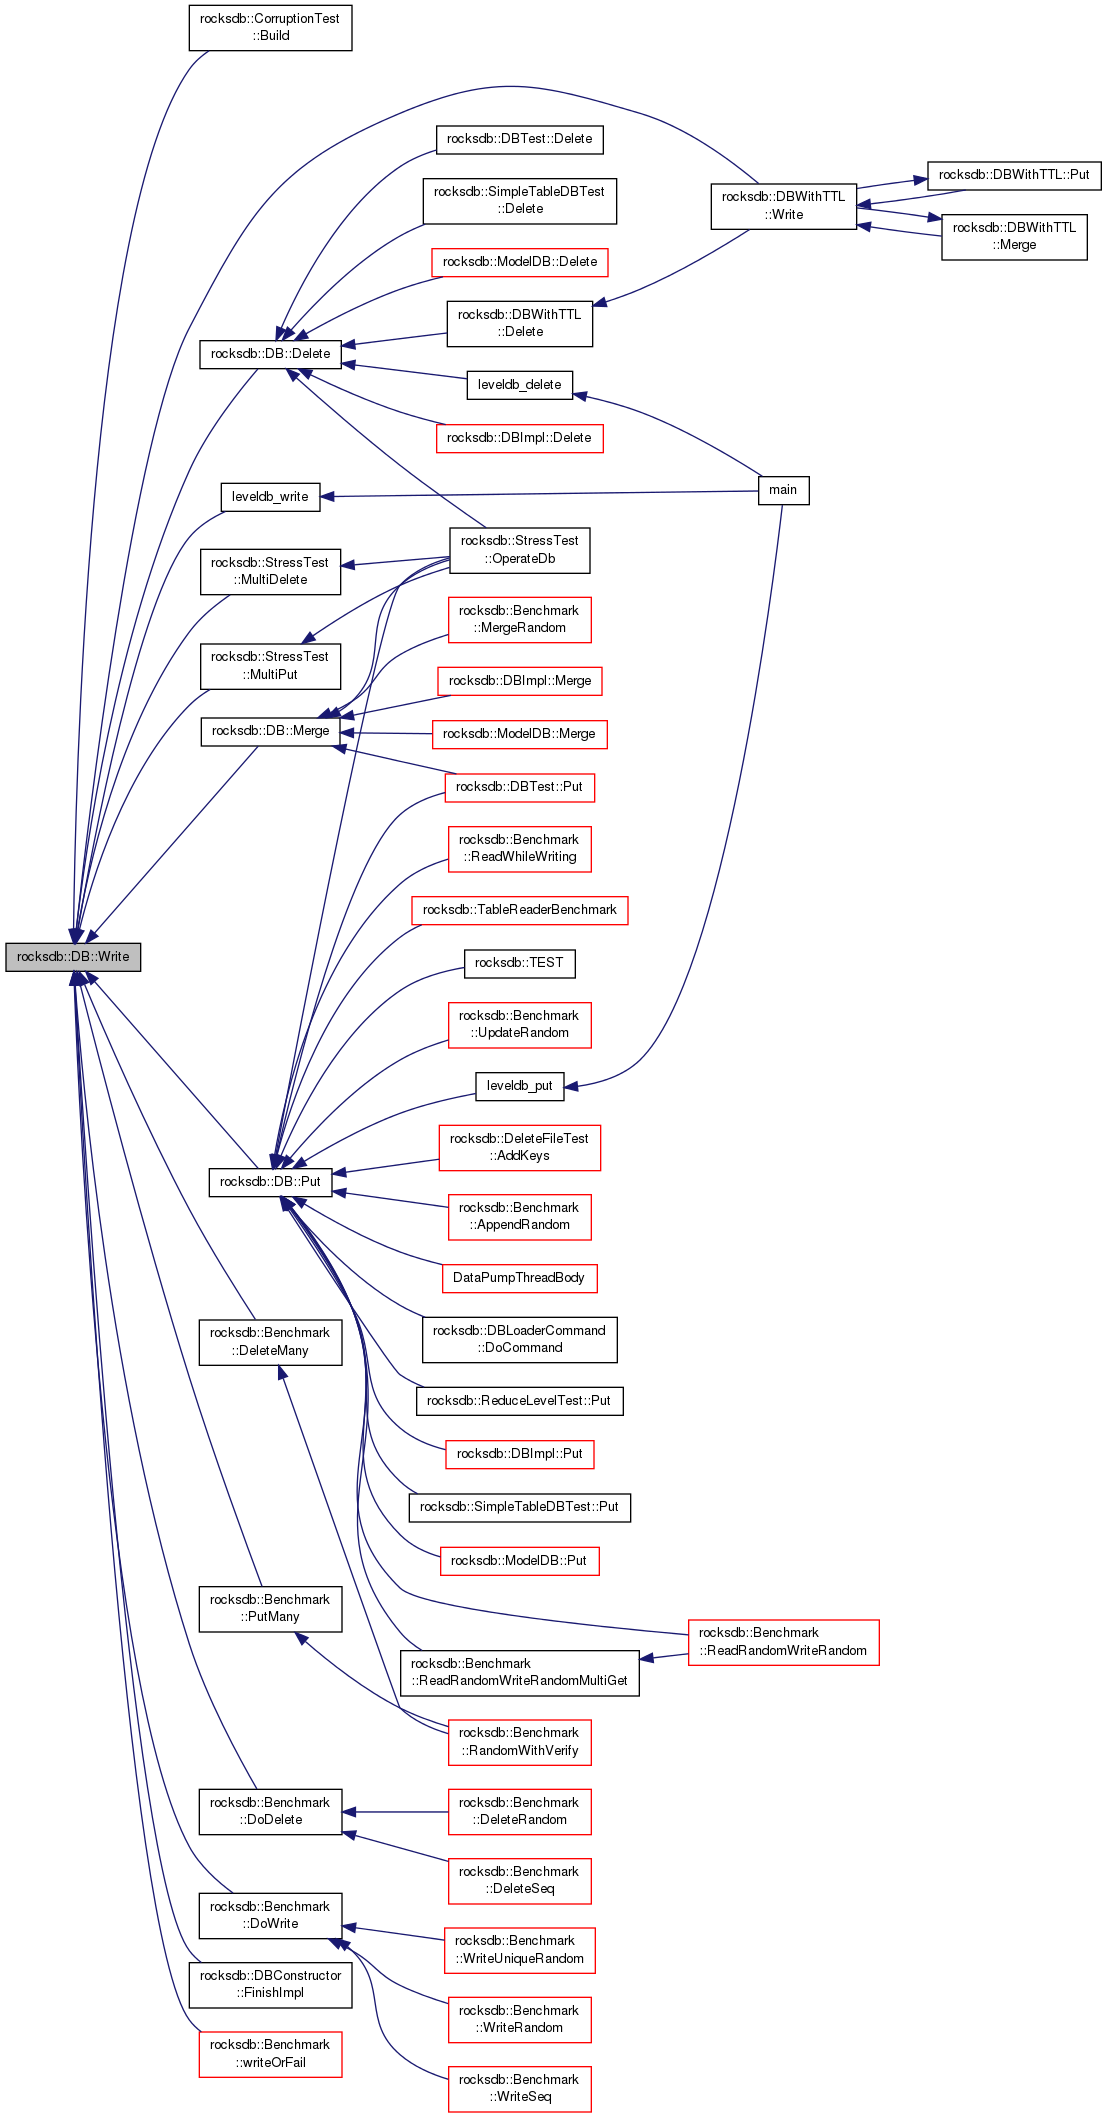 rocksdb::CorruptionTest
::Build
rocksdb::DBTest::Delete
rocksdb::SimpleTableDBTest
::Delete
rocksdb::DBWithTTL
::Write
rocksdb::DBWithTTL::Put
rocksdb::DBWithTTL
::Merge
rocksdb::ModelDB::Delete
rocksdb::DBWithTTL
::Delete
rocksdb::DB::Delete
leveldb_delete
rocksdb::DBImpl::Delete
leveldb_write
main
rocksdb::StressTest
::OperateDb
rocksdb::StressTest
::MultiDelete
rocksdb::Benchmark
::MergeRandom
rocksdb::StressTest
::MultiPut
rocksdb::DBImpl::Merge
rocksdb::DB::Merge
rocksdb::ModelDB::Merge
rocksdb::DBTest::Put
rocksdb::Benchmark
::ReadWhileWriting
rocksdb::TableReaderBenchmark
rocksdb::DB::Write
rocksdb::TEST
rocksdb::Benchmark
::UpdateRandom
leveldb_put
rocksdb::DeleteFileTest
::AddKeys
rocksdb::DB::Put
rocksdb::Benchmark
::AppendRandom
DataPumpThreadBody
rocksdb::DBLoaderCommand
::DoCommand
rocksdb::Benchmark
::DeleteMany
rocksdb::ReduceLevelTest::Put
rocksdb::DBImpl::Put
rocksdb::SimpleTableDBTest::Put
rocksdb::ModelDB::Put
rocksdb::Benchmark
::PutMany
rocksdb::Benchmark
::ReadRandomWriteRandom
rocksdb::Benchmark
::ReadRandomWriteRandomMultiGet
rocksdb::Benchmark
::RandomWithVerify
rocksdb::Benchmark
::DoDelete
rocksdb::Benchmark
::DeleteRandom
rocksdb::Benchmark
::DeleteSeq
rocksdb::Benchmark
::DoWrite
rocksdb::Benchmark
::WriteUniqueRandom
rocksdb::DBConstructor
::FinishImpl
rocksdb::Benchmark
::WriteRandom
rocksdb::Benchmark
::writeOrFail
rocksdb::Benchmark
::WriteSeq